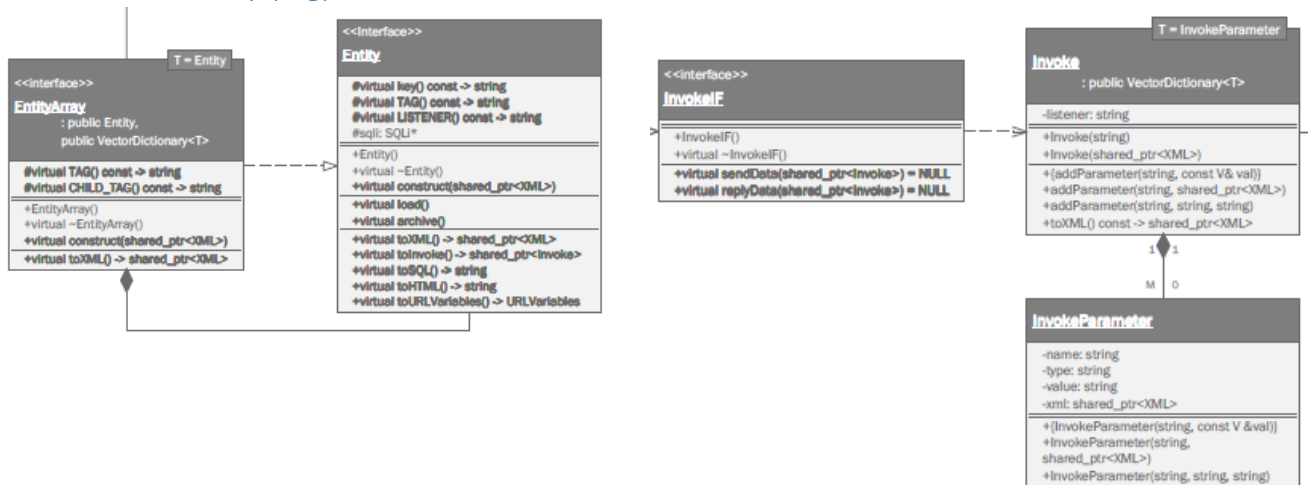 T = Entity
<<interface>>
EntityArray
: public Entity,
public VectorDictionary<T>
#virtual TAG() const -> string
#virtual CHILD_TAG() const -> string
+EntityArray()
+virtual ~EntityArray()
+virtual construct(shared_ptr<XML>)
+virtual toXML() -> shared_ptr<XML>
<<Interface>>
Entity
#virtual key() const -> string
#virtual TAG() const -> string
#virtual LISTENER() const -> string
#sqli: SQLi*
+Entity()
+virtual ~Entity()
+virtual construct(shared_ptr<XML>)
+virtual load()
+virtual archive()
+virtual toXML() -> shared_ptr<XML>
+virtual toInvoke() -> shared_ptr<Invoke>
+virtual toSQL() -> string
+virtual toHTML() -> string
+virtual toURLVariables() -> URLVariables
<<interface>>
InvokeIF
+InvokeIF()
+virtual ~InvokeIF()
+virtual sendData(shared_ptr<Invoke>) = NULL
+virtual replyData(shared_ptr<Invoke>) = NULL
T = InvokeParameter
Invoke
: public VectorDictionary<T>
-listener: string
+Invoke(string)
+Invoke(shared_ptr<XML>)
+{addParameter(string, const V& val)}
+addParameter(string, shared_ptr<XML>)
+addParameter(string, string, string)
+toXML() const -> shared_ptr<XML>
1 1
M 0
InvokeParameter
-name: string
-type: string
-value: string
-xml: shared_ptr<XML>
+{InvokeParameter(string, const V &val)}
+InvokeParameter(string,
shared_ptr<XML>)
+InvokeParameter(string, string, string)